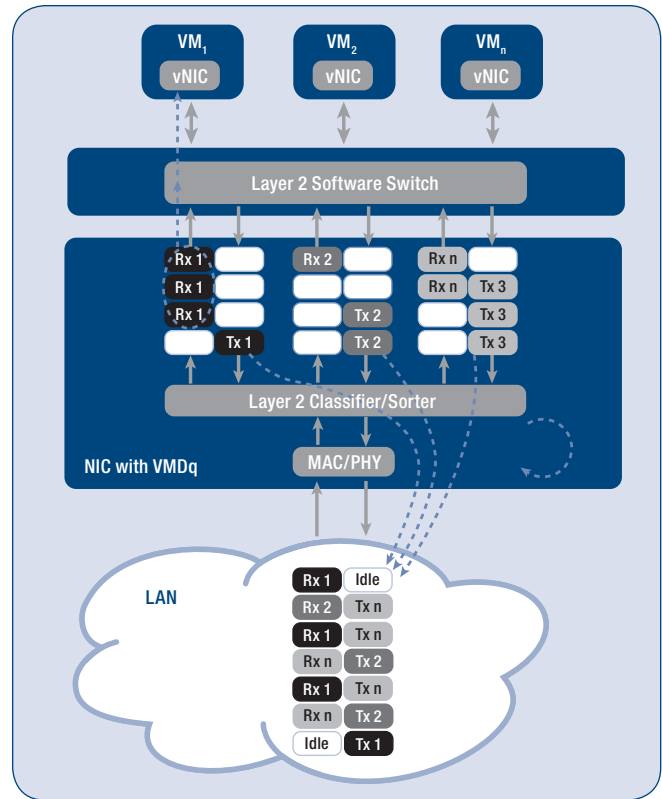 VM1 VM2 VMn
vNIC vNIC vNIC
Layer 2 Software Switch
Rx 1 Rx 2 Rx n
Rx 1 Rx n Tx 3
Rx 1 Tx 2 Tx 3
Tx 1 Tx 2 Tx 3
Layer 2 Classifier/Sorter
NIC with VMDq
MAC/PHY
LAN
Rx 1 Idle
Rx 2 Tx n
Rx 1 Tx n
Rx n Tx 2
Rx 1 Tx n
Rx n Tx 2
Idle Tx 1